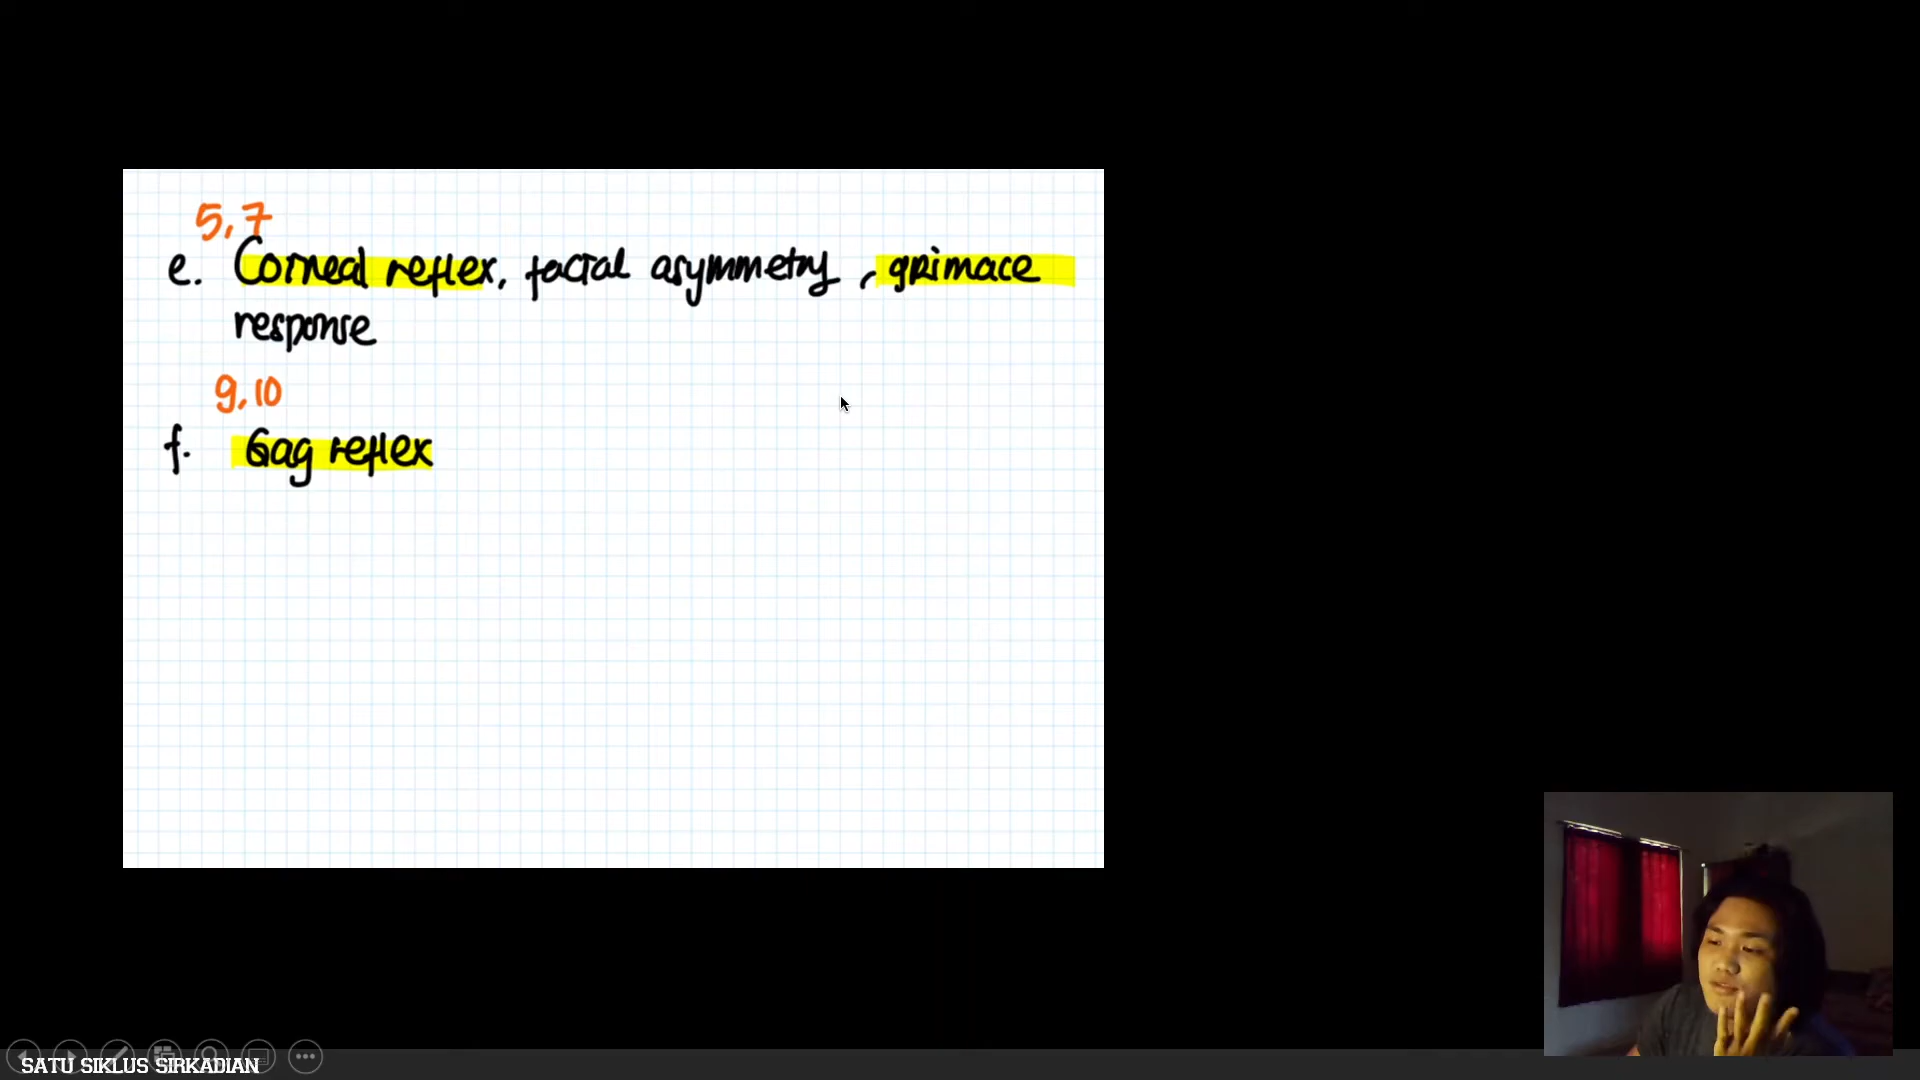 5, 7
e. Corneal reflex, facial asymmetry, grimace
response
9, 10
f. Gag reflex
SATU SIKLUS SIRKADIAN